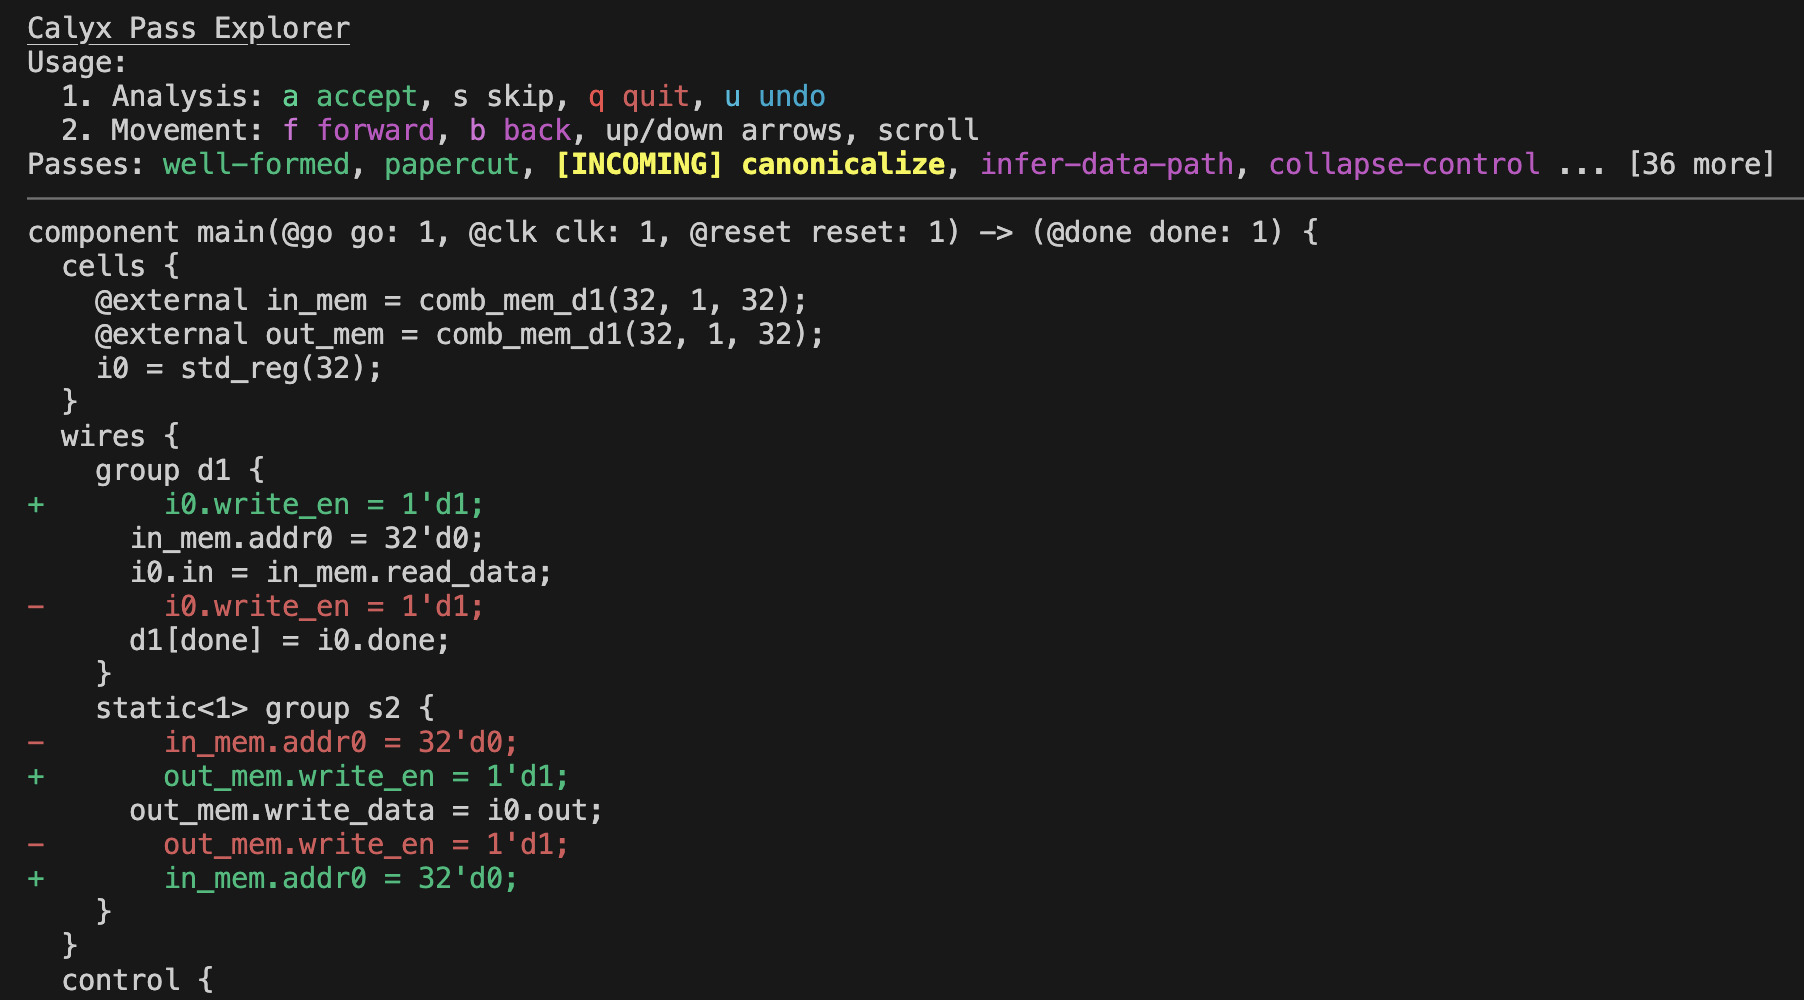 Calyx Pass Explorer
Usage:
  1. Analysis: a accept, s skip, q quit, u undo
  2. Movement: f forward, b back, up/down arrows, scroll
Passes: well-formed, papercut, [INCOMING] canonicalize, infer-data-path, collapse-control ... [36 more]
component main(@go go: 1, @clk clk: 1, @reset reset: 1) -> (@done done: 1) {
  cells {
    @external in_mem = comb_mem_d1(32, 1, 32);
    @external out_mem = comb_mem_d1(32, 1, 32);
    i0 = std_reg(32);
  }
  wires {
    group d1 {
+       i0.write_en = 1'd1;
      in_mem.addr0 = 32'd0;
      i0.in = in_mem.read_data;
-       i0.write_en = 1'd1;
      d1[done] = i0.done;
    }
    static<1> group s2 {
-       in_mem.addr0 = 32'd0;
+       out_mem.write_en = 1'd1;
      out_mem.write_data = i0.out;
-       out_mem.write_en = 1'd1;
+       in_mem.addr0 = 32'd0;
    }
  }
  control {